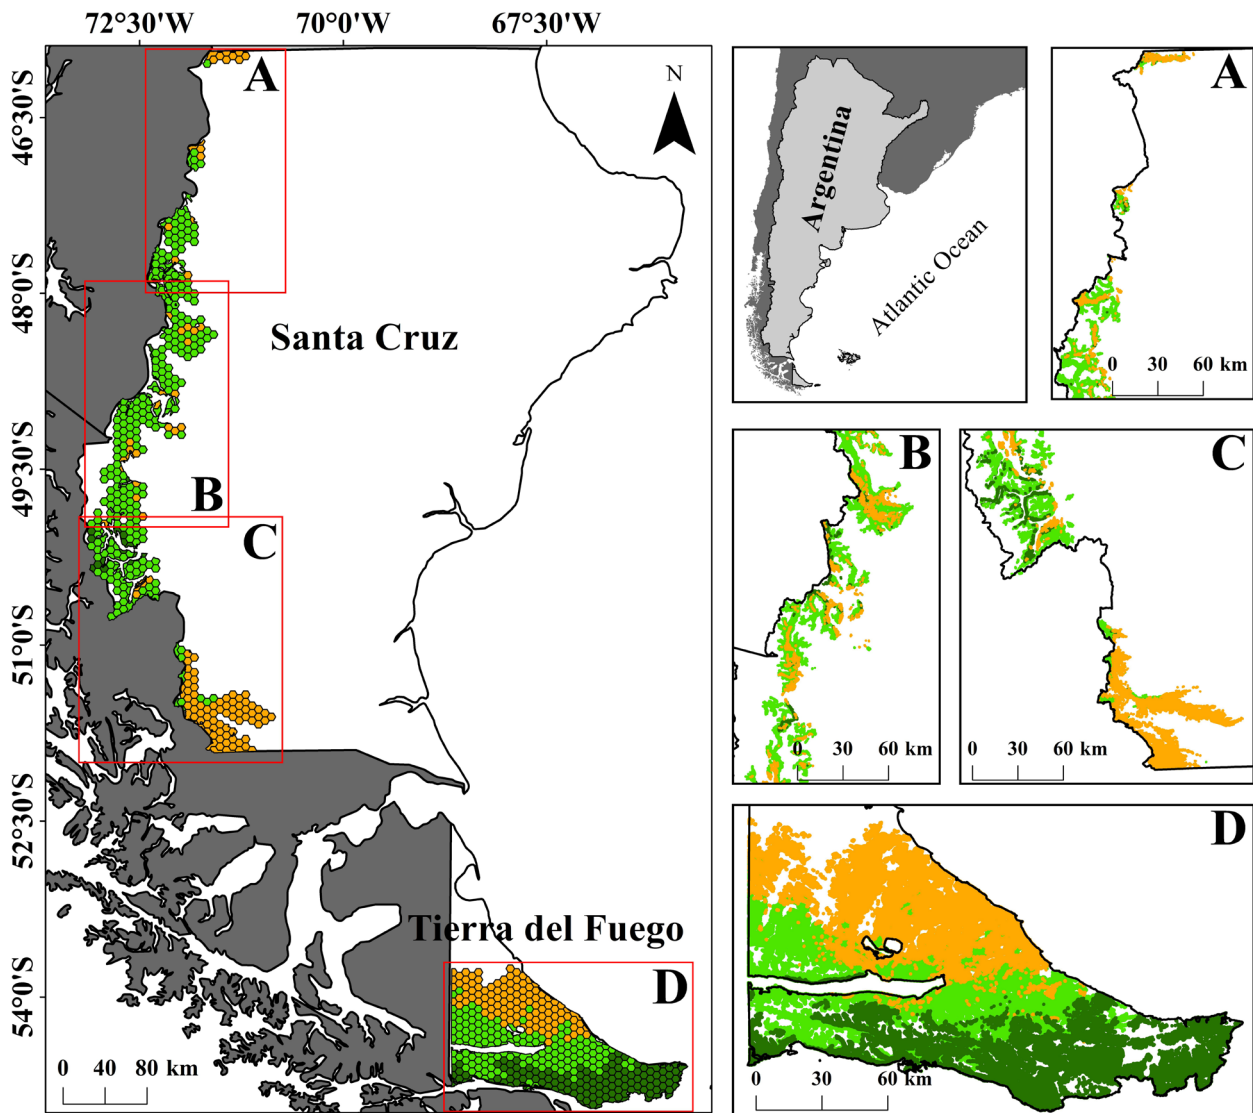 72°30'W
70°0'W
67°30'W
46°30'S
48°0'S
49°30'S
51°0'S
52°30'S
54°0'S
A
N
Santa Cruz
B
C
Tierra del Fuego
D
0 40 80 km
Argentina
Atlantic Ocean
A
0 30 60 km
B
0 30 60 km
C
0 30 60 km
D
0 30 60 km